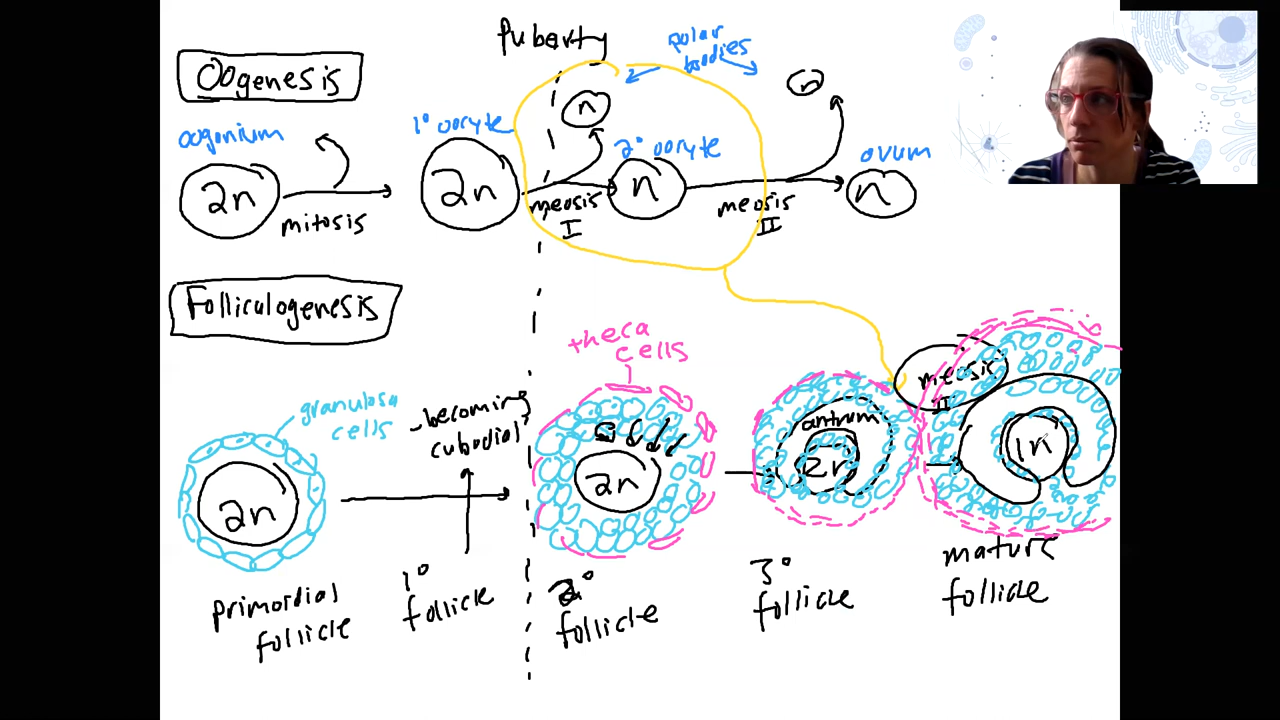 Puberty
polar
bodies
Oogenesis
n
n
oogonium
1° oocyte
2° oocyte
ovum
2n
2n
n
n
mitosis
meosis
I
meosis
II
Folliculogenesis
theca
cells
granulosa
cells
-becoming
cubodial
meosis
II
antrum
2n
2n
2n
1n
primordial
follicle
1°
follicle
2°
follicle
3°
follicle
mature
follicle